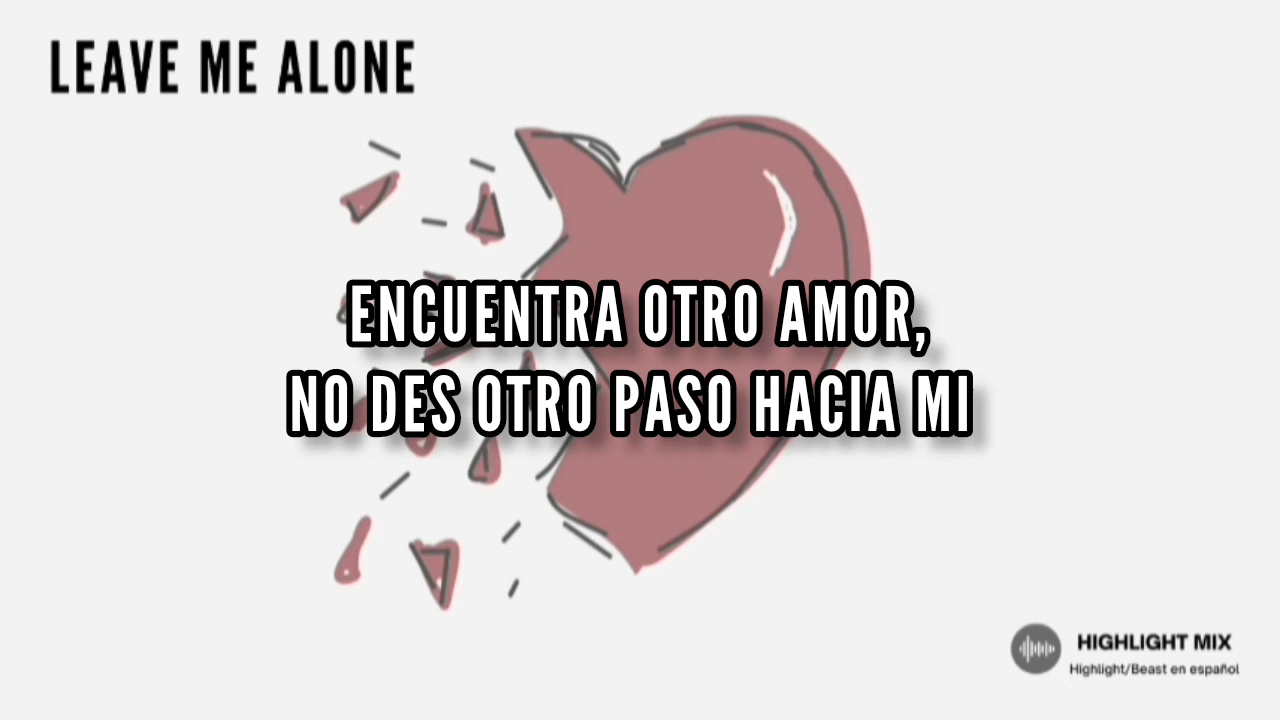 LEAVE ME ALONE
ENCUENTRA OTRO AMOR,
NO DES OTRO PASO HACIA MI
HIGHLIGHT MIX
Highlight/Beast en español